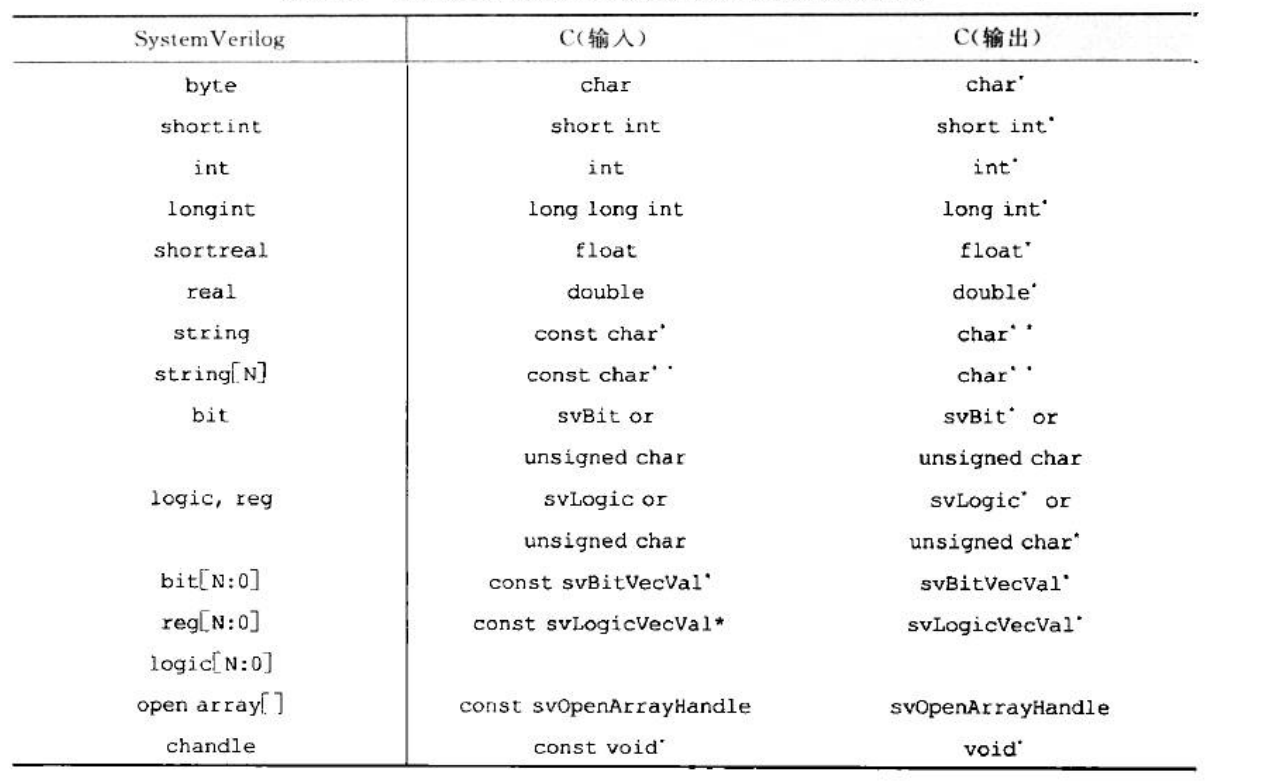 SystemVerilog C(输入) C(输出)
byte char char*
shortint short int short int*
int int int*
longint long long int long int*
shortreal float float*
real double double*
string const char* char**
string[N] const char** char**
bit svBit or svBit* or
unsigned char unsigned char
logic, reg svLogic or svLogic* or
unsigned char unsigned char*
bit[N:0] const svBitVecVal* svBitVecVal*
reg[N:0] const svLogicVecVal* svLogicVecVal*
logic[N:0]
open array[] const svOpenArrayHandle svOpenArrayHandle
chandle const void* void*